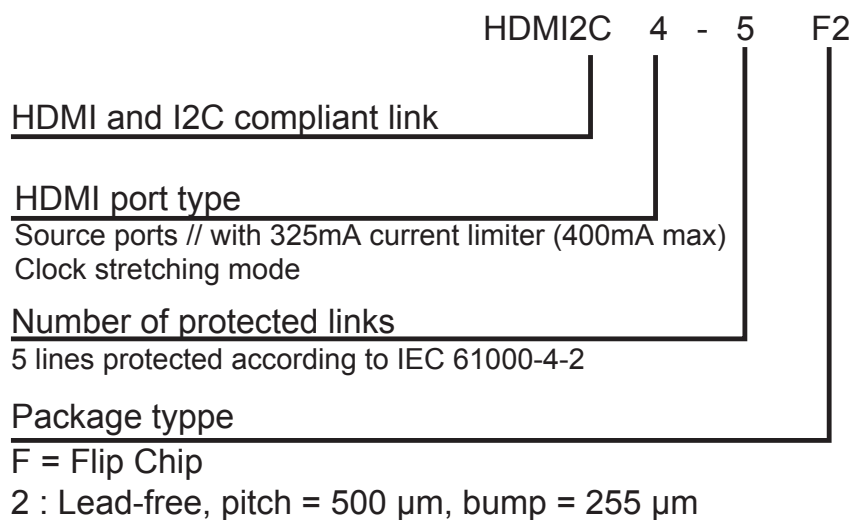 HDMI2C 4 - 5 F2
HDMI and I2C compliant link
HDMI port type
Source ports // with 325mA current limiter (400mA max)
Clock stretching mode
Number of protected links
5 lines protected according to IEC 61000-4-2
Package typpe
F = Flip Chip
2 : Lead-free, pitch = 500 µm, bump = 255 µm